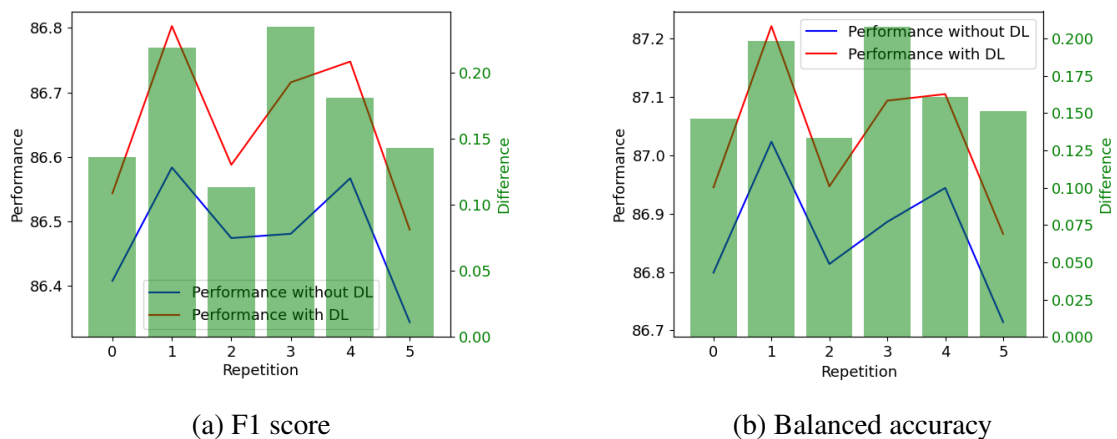 86.8
86.7
86.6
86.5
86.4
Performance
0.20
0.15
0.10
0.05
0.00
Difference
Performance without DL
Performance with DL
0 1 2 3 4 5
Repetition
(a) F1 score
87.2
87.1
87.0
86.9
86.8
86.7
Performance
Performance without DL
Performance with DL
0.200
0.175
0.150
0.125
0.100
0.075
0.050
0.025
0.000
Difference
0 1 2 3 4 5
Repetition
(b) Balanced accuracy